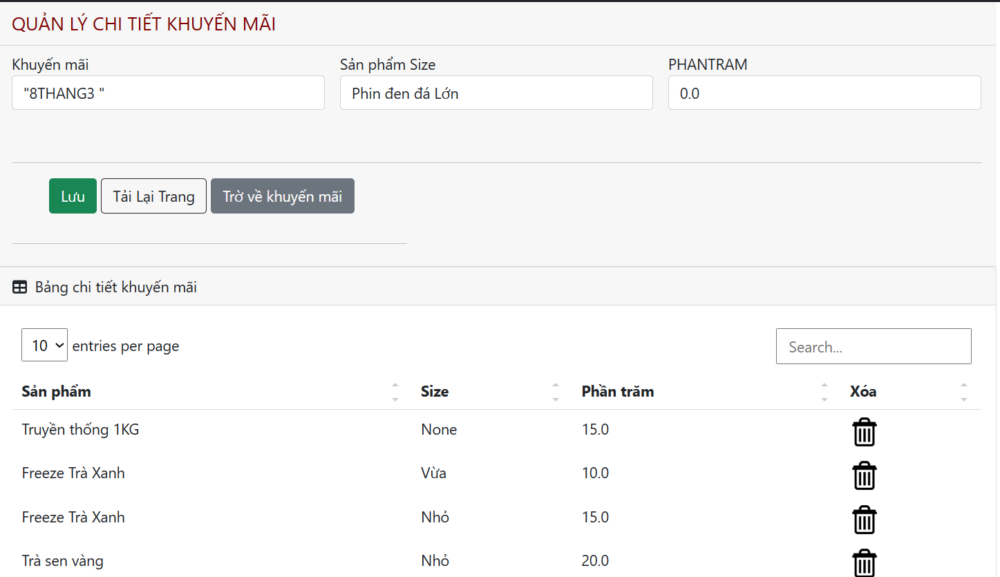 QUẢN LÝ CHI TIẾT KHUYẾN MÃI
Khuyến mãi Sản phẩm Size PHANTRAM
"8THANG3 " Phin đen đá Lớn 0.0
Lưu Tải Lại Trang Trờ về khuyến mãi
Bảng chi tiết khuyến mãi
10 entries per page Search...
Sản phẩm Size Phần trăm Xóa
Truyền thống 1KG None 15.0
Freeze Trà Xanh Vừa 10.0
Freeze Trà Xanh Nhỏ 15.0
Trà sen vàng Nhỏ 20.0